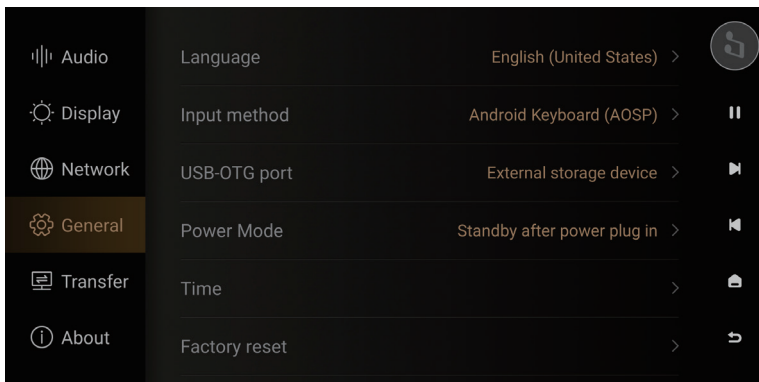 Audio
Display
Network
General
Transfer
About
Language English (United States)
Input method Android Keyboard (AOSP)
USB-OTG port External storage device
Power Mode Standby after power plug in
Time
Factory reset